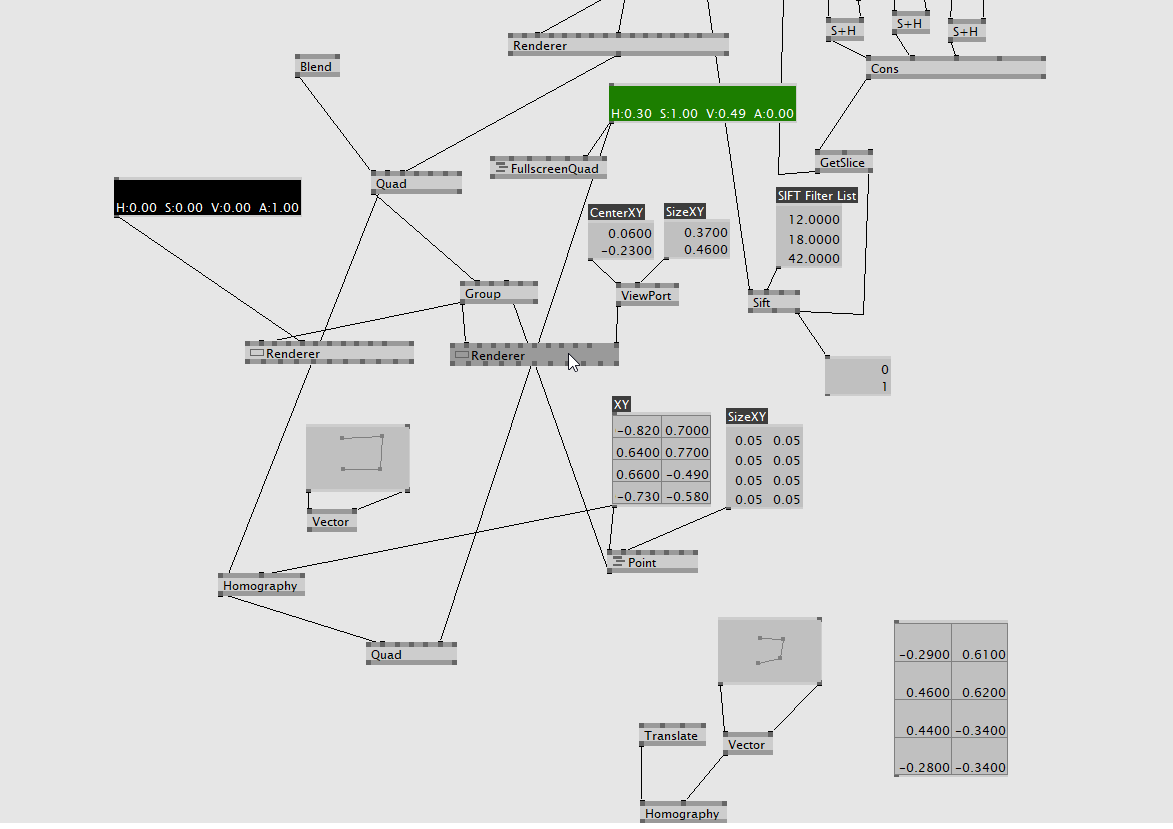 S+H
S+H
S+H
Renderer
Blend
Cons
H:0.30 S:1.00 V:0.49 A:0.00
GetSlice
FullscreenQuad
Quad
H:0.00 S:0.00 V:0.00 A:1.00
SIFT Filter List
12.0000
18.0000
42.0000
CenterXY
0.0600
-0.2300
SizeXY
0.3700
0.4600
Group
ViewPort
Sift
Renderer
Renderer
0
1
XY
-0.820 0.7000
0.6400 0.7700
0.6600 -0.490
-0.730 -0.580
SizeXY
0.05 0.05
0.05 0.05
0.05 0.05
0.05 0.05
Vector
Point
Homography
Quad
-0.2900 0.6100
0.4600 0.6200
0.4400 -0.3400
-0.2800 -0.3400
Translate
Vector
Homography